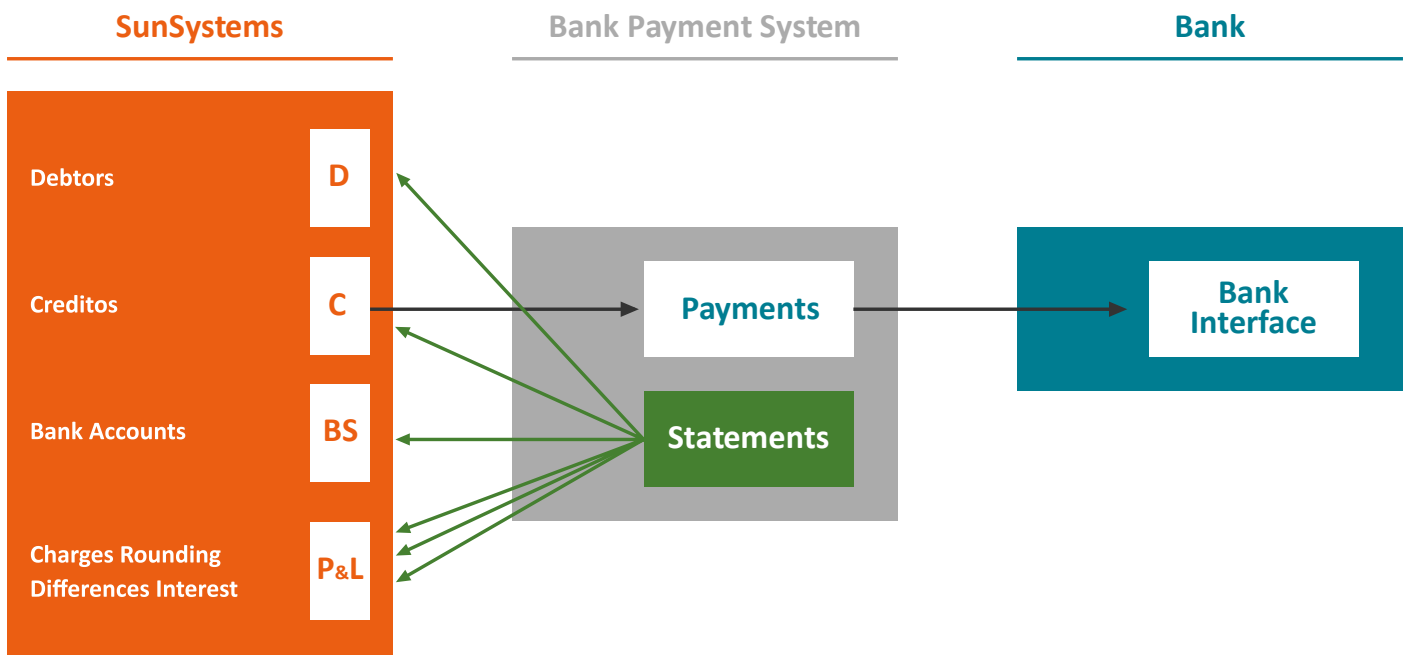 SunSystems
Bank Payment System
Bank
Debtors
D
Creditos
C
Payments
Bank
Interface
Bank Accounts
BS
Statements
Charges Rounding
Differences Interest
P&L